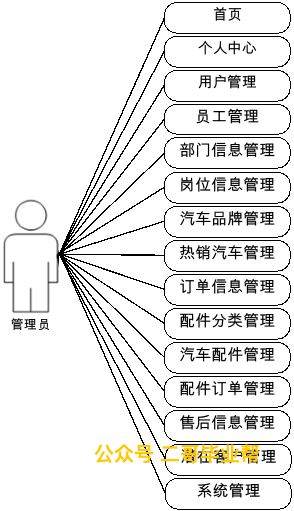 首页
个人中心
用户管理
员工管理
部门信息管理
岗位信息管理
汽车品牌管理
热销汽车管理
订单信息管理
配件分类管理
汽车配件管理
配件订单管理
售后信息管理
潜在客户管理
系统管理
管理员
公众号 二哥毕业帮